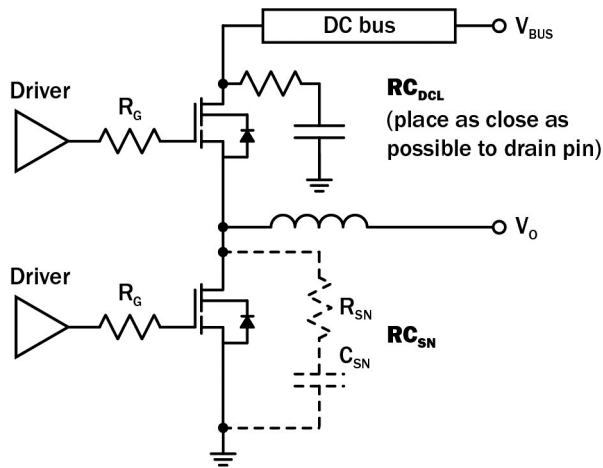 DC bus
V_BUS
Driver
R_G
RC_DCL
(place as close as
possible to drain pin)
V_O
Driver
R_G
R_SN
RC_SN
C_SN